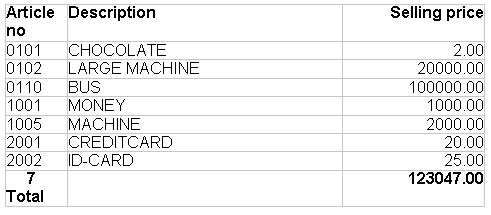 Article no Description Selling price
0101 CHOCOLATE 2.00
0102 LARGE MACHINE 20000.00
0110 BUS 100000.00
1001 MONEY 1000.00
1005 MACHINE 2000.00
2001 CREDITCARD 20.00
2002 ID-CARD 25.00
7 123047.00
Total